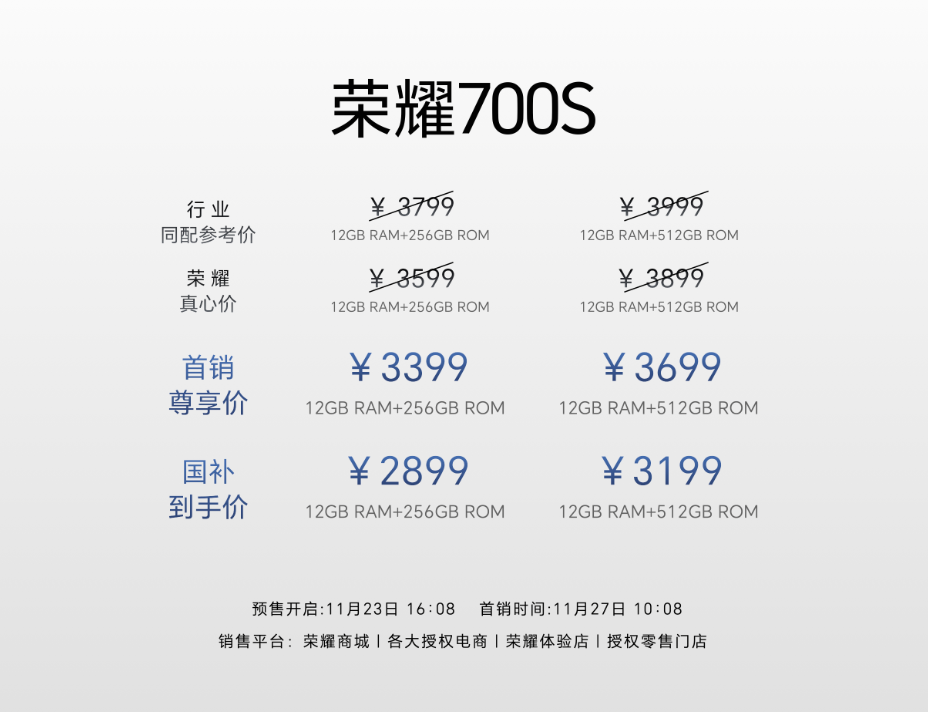 荣耀700S
行业
同配参考价
¥ 3799
12GB RAM+256GB ROM
¥ 3999
12GB RAM+512GB ROM
荣耀
真心价
¥ 3599
12GB RAM+256GB ROM
¥ 3899
12GB RAM+512GB ROM
首销
尊享价
¥ 3399
12GB RAM+256GB ROM
¥ 3699
12GB RAM+512GB ROM
国补
到手价
¥ 2899
12GB RAM+256GB ROM
¥ 3199
12GB RAM+512GB ROM
预售开启:11月23日 16:08 首销时间:11月27日 10:08
销售平台：荣耀商城 | 各大授权电商 | 荣耀体验店 | 授权零售门店